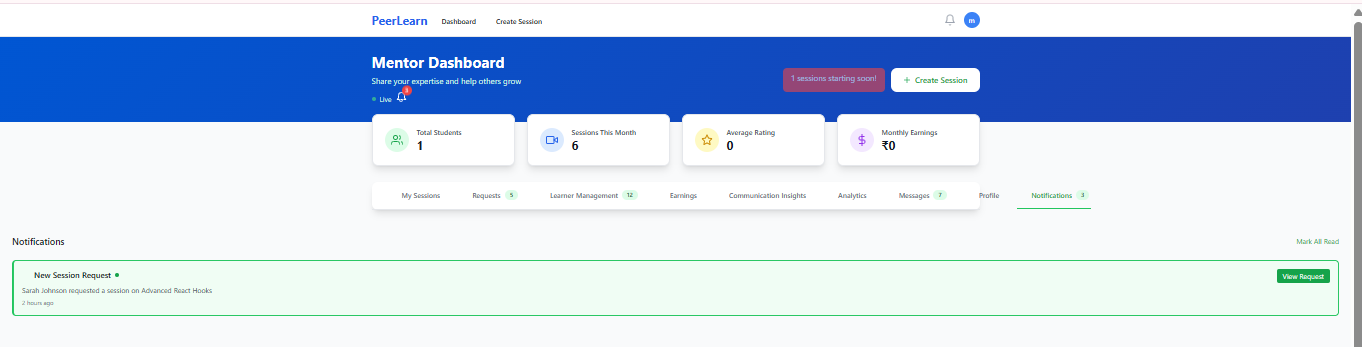 PeerLearn Dashboard Create Session m
Mentor Dashboard
Share your expertise and help others grow
1 sessions starting soon!
+ Create Session
Live 3
Total Students
1
Sessions This Month
6
Average Rating
0
Monthly Earnings
₹0
My Sessions Requests 5 Learner Management 12 Earnings Communication Insights Analytics Messages 7 Profile Notifications 3
Notifications Mark All Read
New Session Request View Request
Sarah Johnson requested a session on Advanced React Hooks
2 hours ago